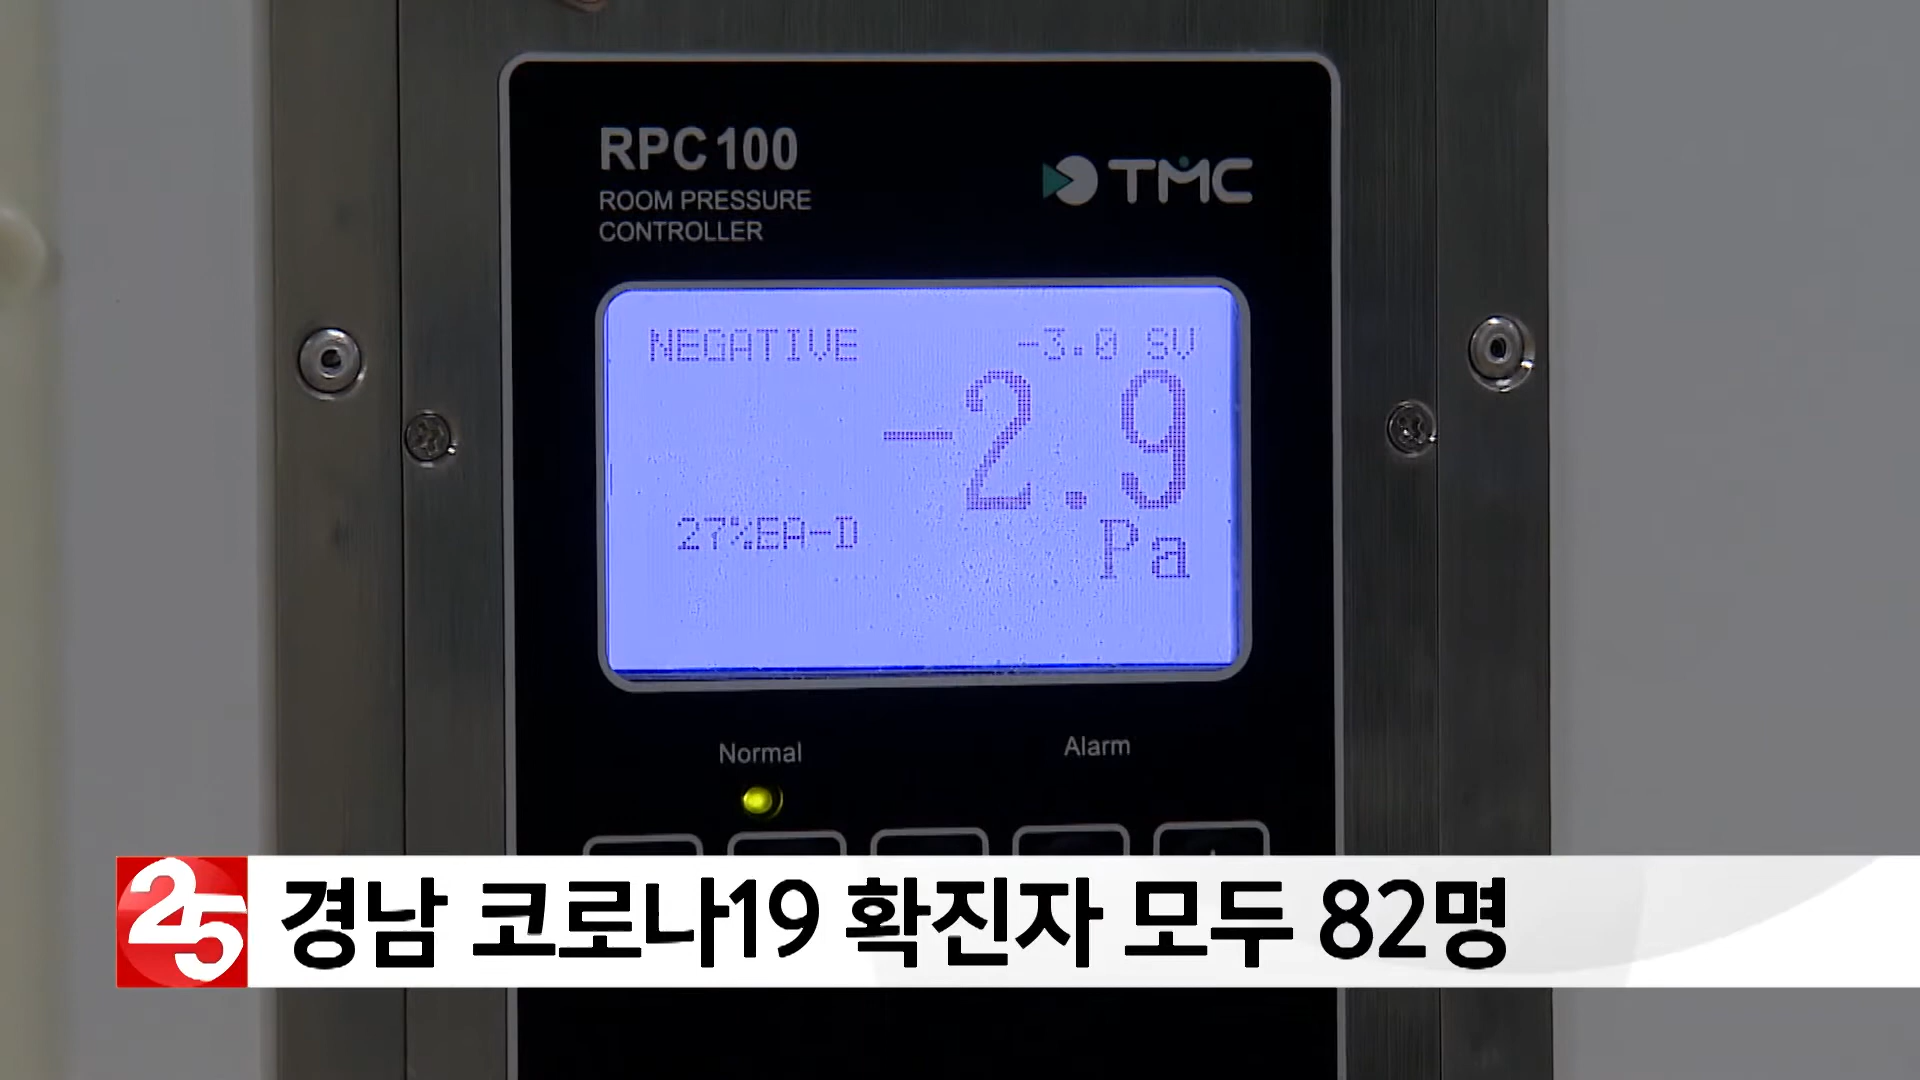 RPC100
ROOM PRESSURE
CONTROLLER
TMC
NEGATIVE -3.0 SV
-2.9
27%EA-D
Pa
Normal
Alarm
25
경남 코로나19 확진자 모두 82명